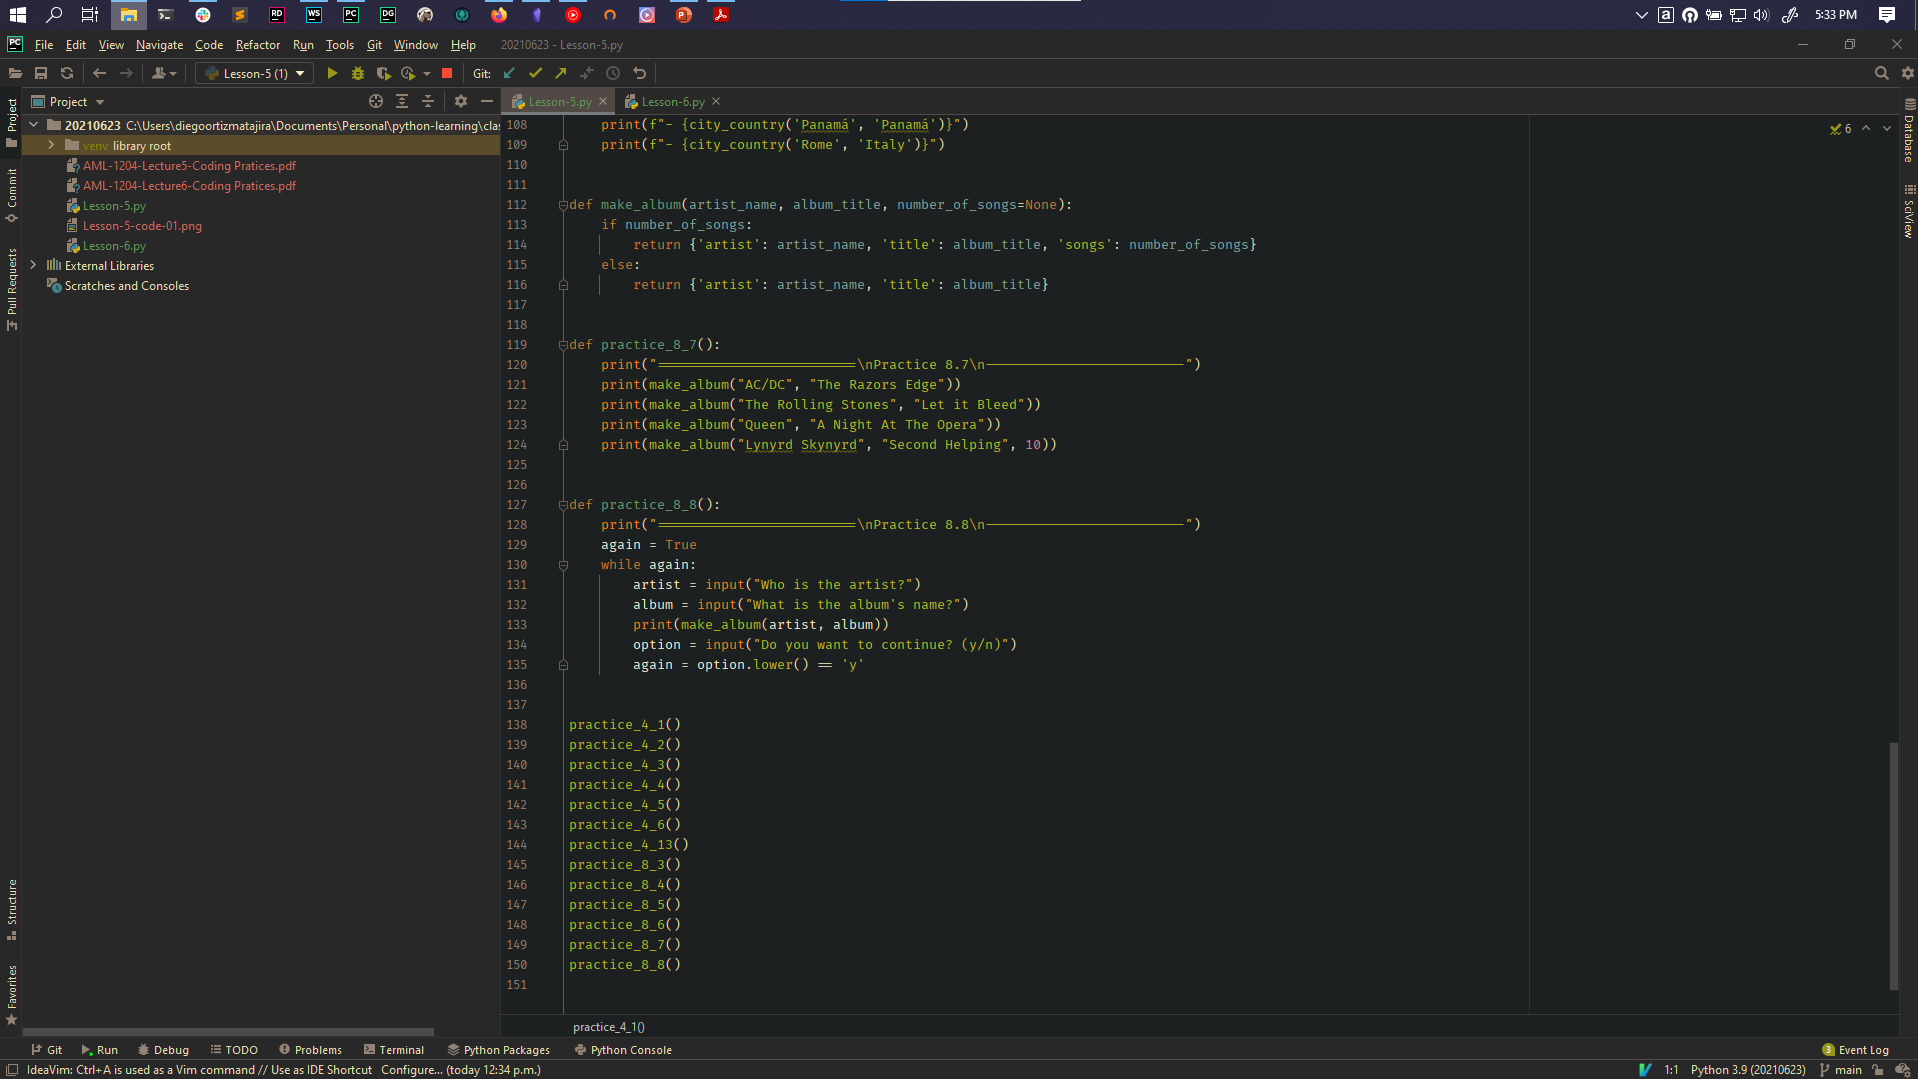 RD WS PC DG
5:33 PM
PC File Edit View Navigate Code Refactor Run Tools Git Window Help 20210623 - Lesson-5.py
Lesson-5 (1) Git:
Project
Lesson-5.py Lesson-6.py
Project
Commit
Pull Requests
Structure
Favorites
20210623 C:\Users\diegoortizmatajira\Documents\Personal\python-learning\clas
venv library root
AML-1204-Lecture5-Coding Pratices.pdf
AML-1204-Lecture6-Coding Pratices.pdf
Lesson-5.py
Lesson-5-code-01.png
Lesson-6.py
External Libraries
Scratches and Consoles
6
108 print(f"- {city_country('Panamá', 'Panamá')}")
109 print(f"- {city_country('Rome', 'Italy')}")
110
111
112 def make_album(artist_name, album_title, number_of_songs=None):
113 if number_of_songs:
114 return {'artist': artist_name, 'title': album_title, 'songs': number_of_songs}
115 else:
116 return {'artist': artist_name, 'title': album_title}
117
118
119 def practice_8_7():
120 print("=========================\nPractice 8.7\n-------------------------")
121 print(make_album("AC/DC", "The Razors Edge"))
122 print(make_album("The Rolling Stones", "Let it Bleed"))
123 print(make_album("Queen", "A Night At The Opera"))
124 print(make_album("Lynyrd Skynyrd", "Second Helping", 10))
125
126
127 def practice_8_8():
128 print("=========================\nPractice 8.8\n-------------------------")
129 again = True
130 while again:
131 artist = input("Who is the artist?")
132 album = input("What is the album's name?")
133 print(make_album(artist, album))
134 option = input("Do you want to continue? (y/n)")
135 again = option.lower() == 'y'
136
137
138 practice_4_1()
139 practice_4_2()
140 practice_4_3()
141 practice_4_4()
142 practice_4_5()
143 practice_4_6()
144 practice_4_13()
145 practice_8_3()
146 practice_8_4()
147 practice_8_5()
148 practice_8_6()
149 practice_8_7()
150 practice_8_8()
151
practice_4_1()
Database
SciView
Git Run Debug TODO Problems Terminal Python Packages Python Console
3 Event Log
IdeaVim: Ctrl+A is used as a Vim command // Use as IDE Shortcut Configure... (today 12:34 p.m.)
1:1 Python 3.9 (20210623) main